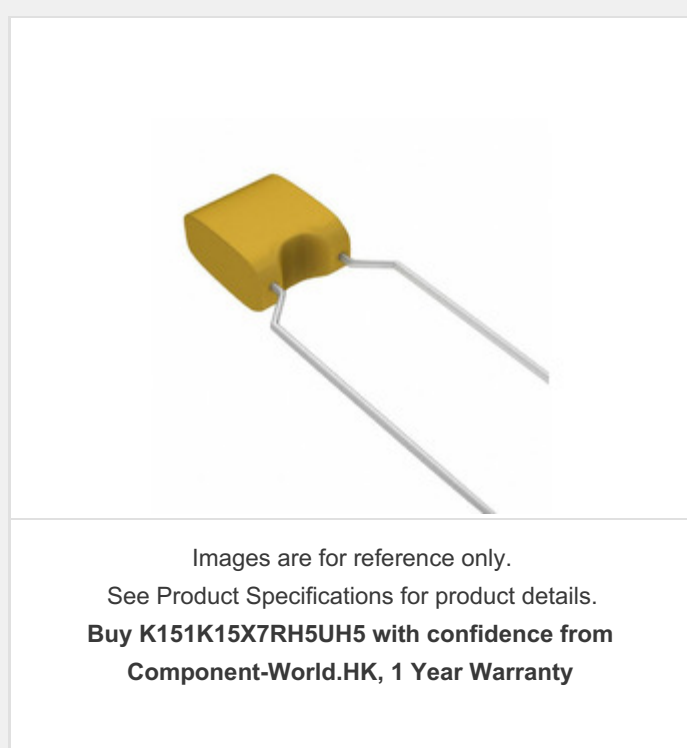 Images are for reference only.
See Product Specifications for product details.
Buy K151K15X7RH5UH5 with confidence from
Component-World.HK, 1 Year Warranty